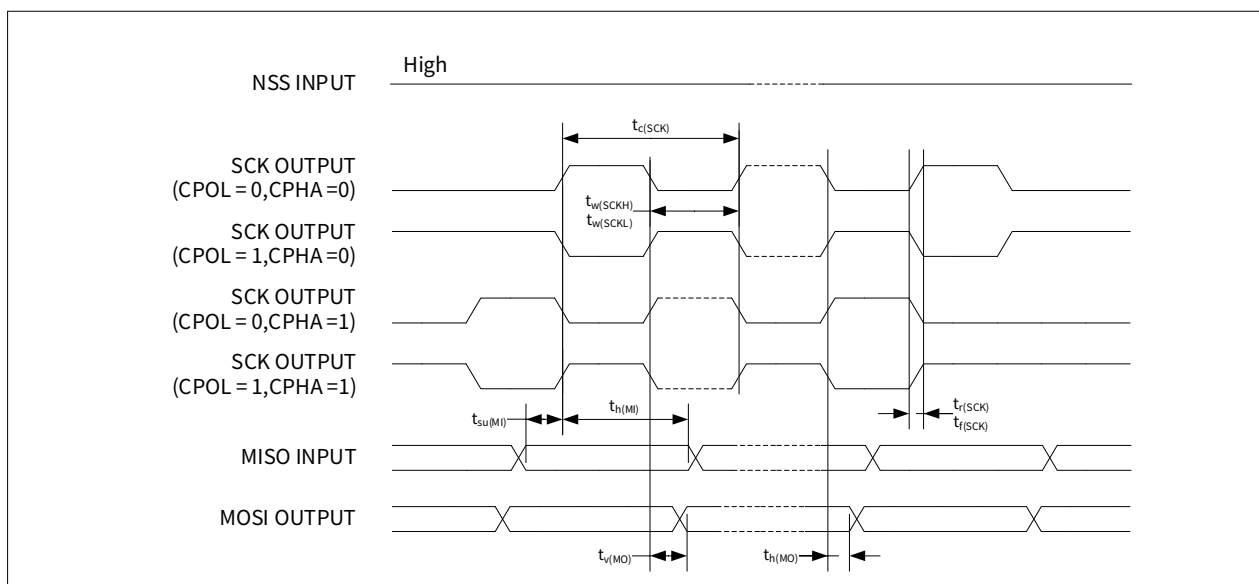 High
NSS INPUT
t_c(SCK)
SCK OUTPUT
(CPOL = 0,CPHA =0)
t_w(SCKH)
t_w(SCKL)
SCK OUTPUT
(CPOL = 1,CPHA =0)
SCK OUTPUT
(CPOL = 0,CPHA =1)
SCK OUTPUT
(CPOL = 1,CPHA =1)
t_su(MI)
t_h(MI)
t_r(SCK)
t_f(SCK)
MISO INPUT
MOSI OUTPUT
t_v(MO)
t_h(MO)